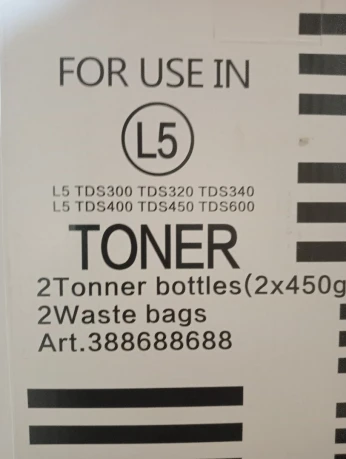 FOR USE IN
L5
L5 TDS300 TDS320 TDS340
L5 TDS400 TDS450 TDS600
TONER
2Tonner bottles(2x450g
2Waste bags
Art.388688688